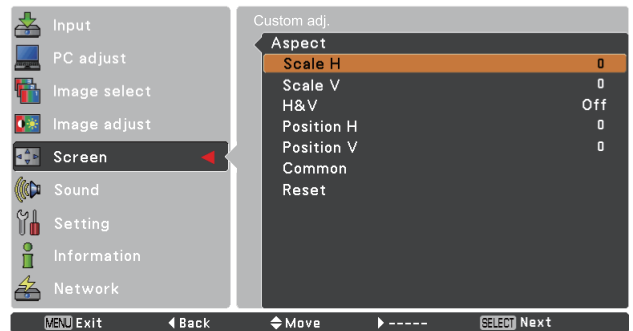 Input
PC adjust
Image select
Image adjust
Screen
Sound
Setting
Information
Network
Custom adj.
Aspect
Scale H 0
Scale V 0
H&V Off
Position H 0
Position V 0
Common
Reset
MENU Exit Back Move ----- SELECT Next